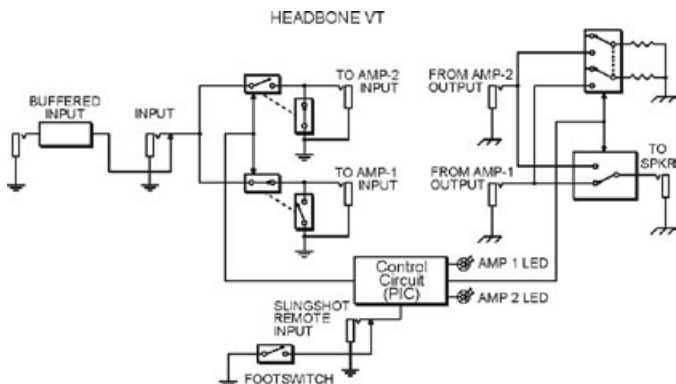 HEADBONE VT
BUFFERED
INPUT
INPUT
TO AMP-2
INPUT
FROM AMP-2
OUTPUT
TO
SPKR
TO AMP-1
INPUT
FROM AMP-1
OUTPUT
Control
Circuit
(PIC)
AMP 1 LED
AMP 2 LED
SLINGSHOT
REMOTE
INPUT
FOOTSWITCH